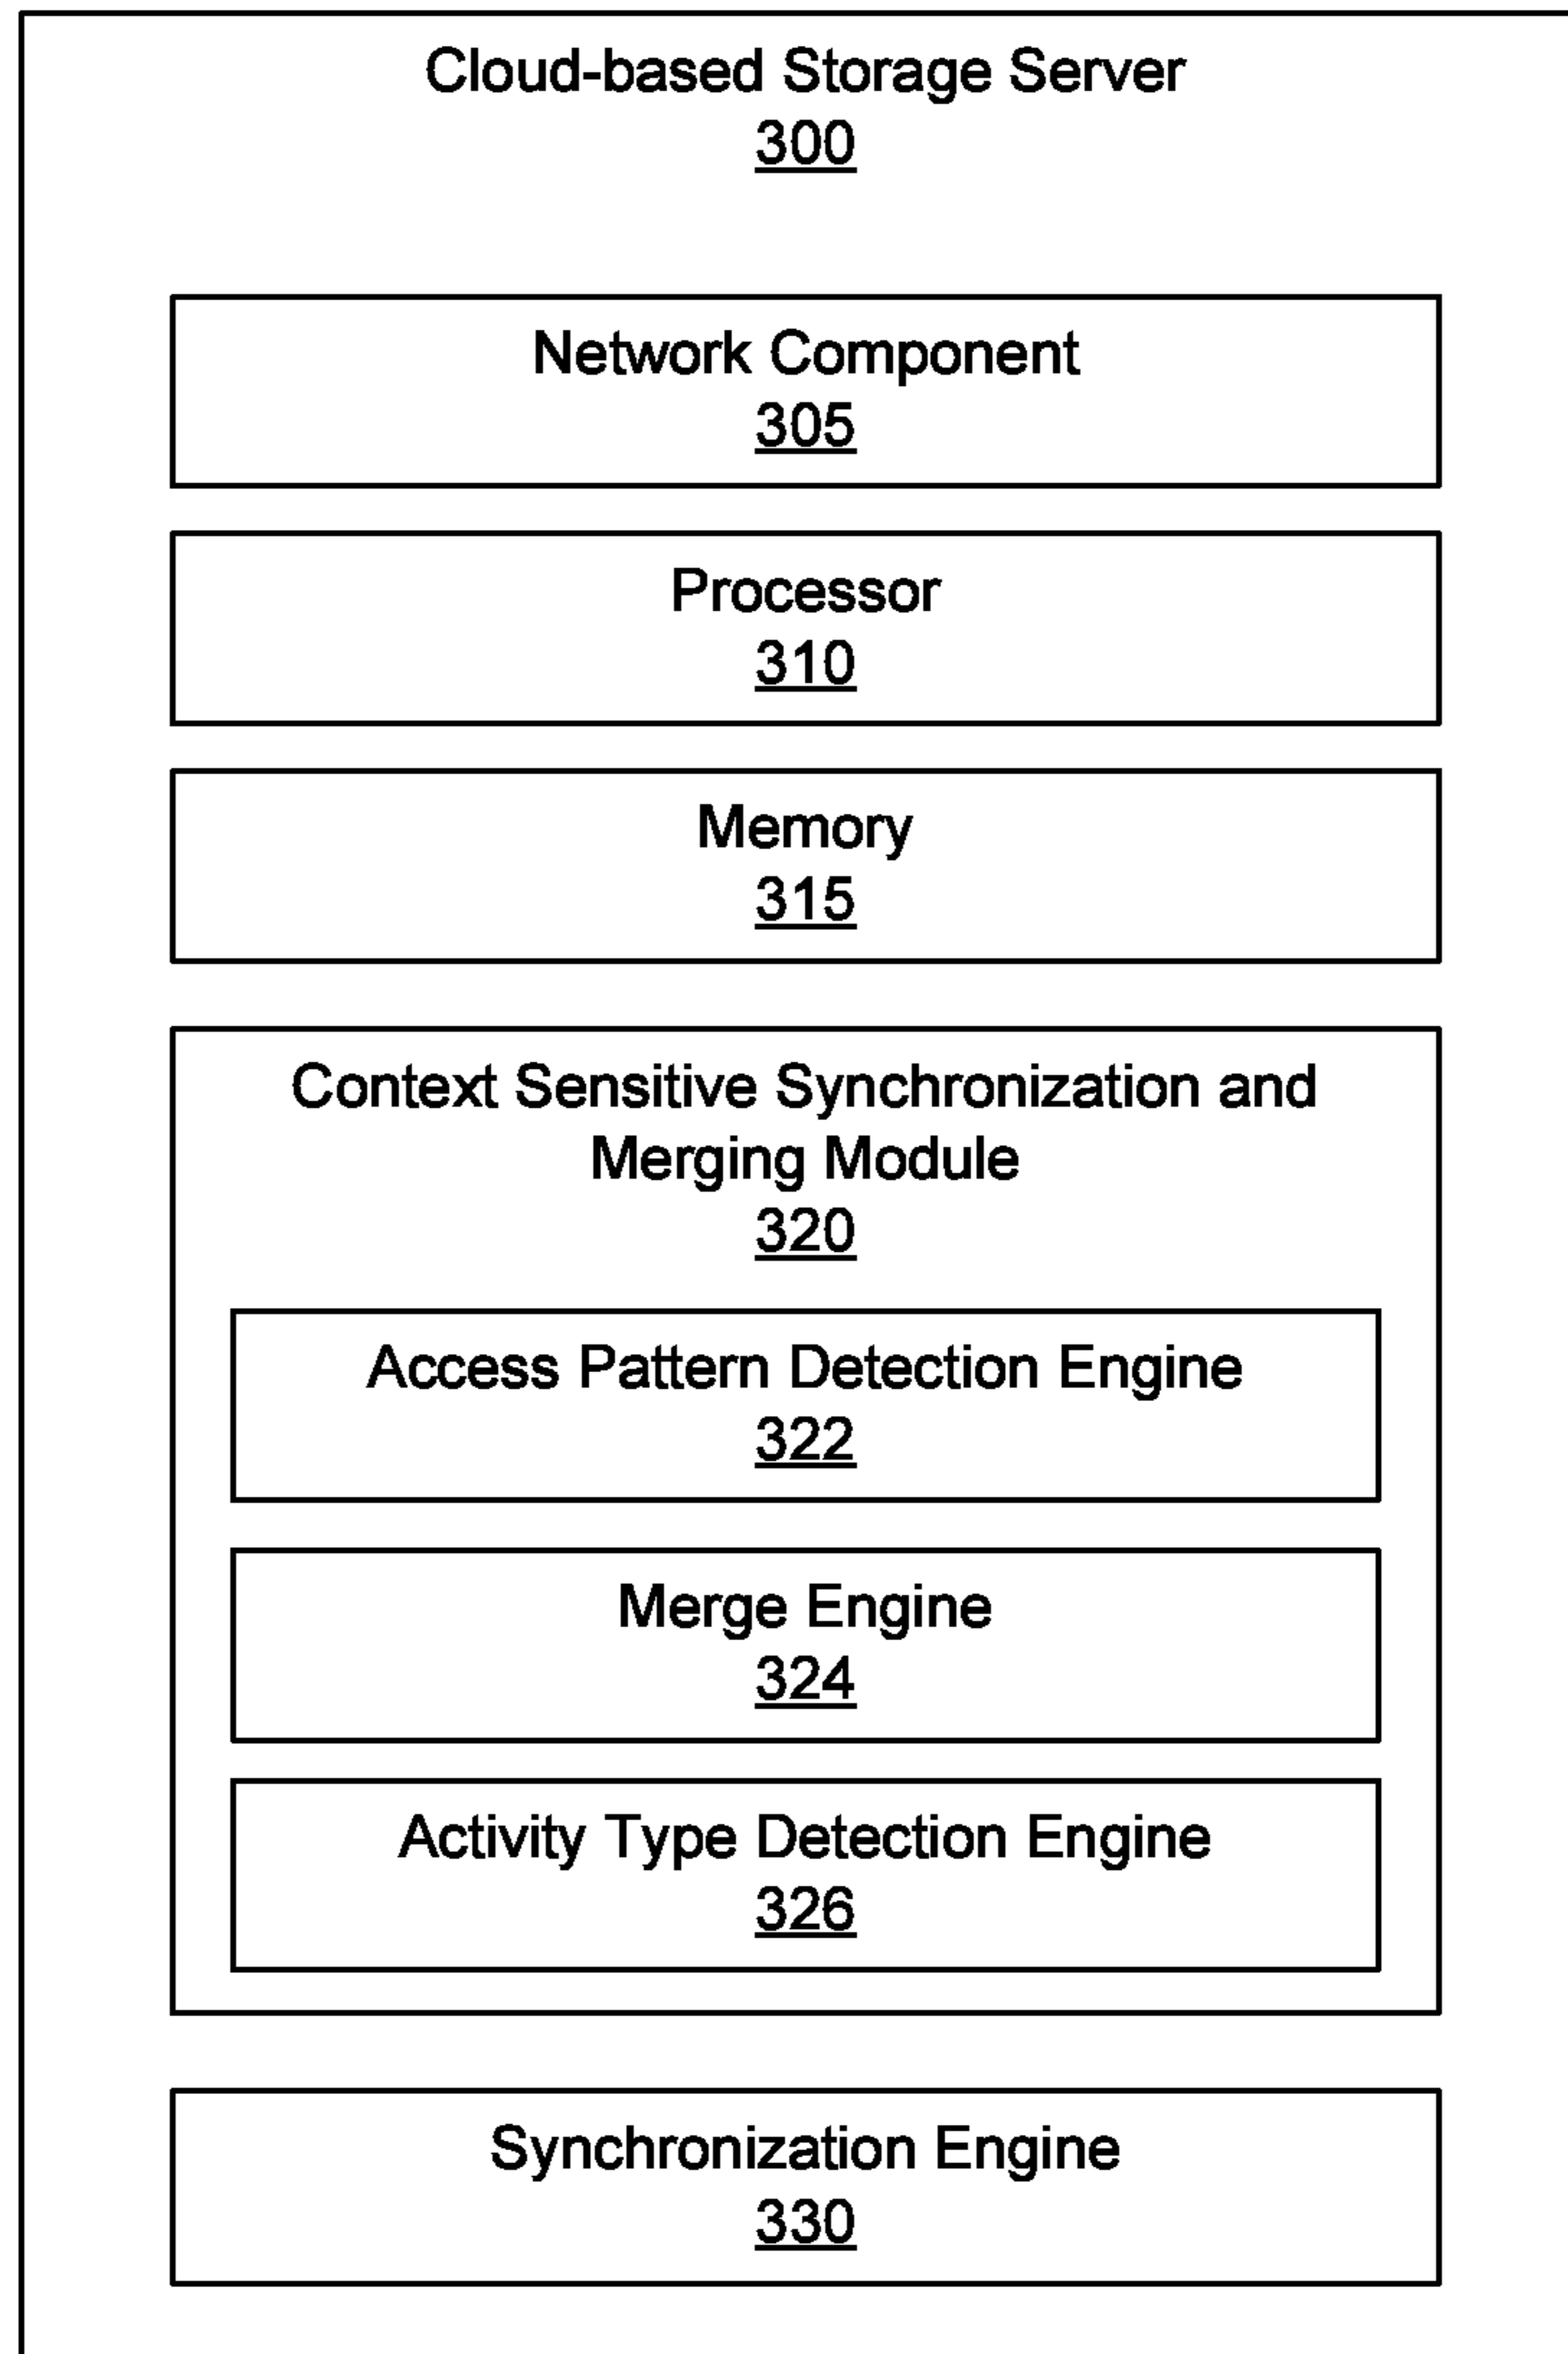 Cloud-based Storage Server
300
Network Component
305
Processor
310
Memory
315
Context Sensitive Synchronization and
Merging Module
320
Access Pattern Detection Engine
322
Merge Engine
324
Activity Type Detection Engine
326
Synchronization Engine
330